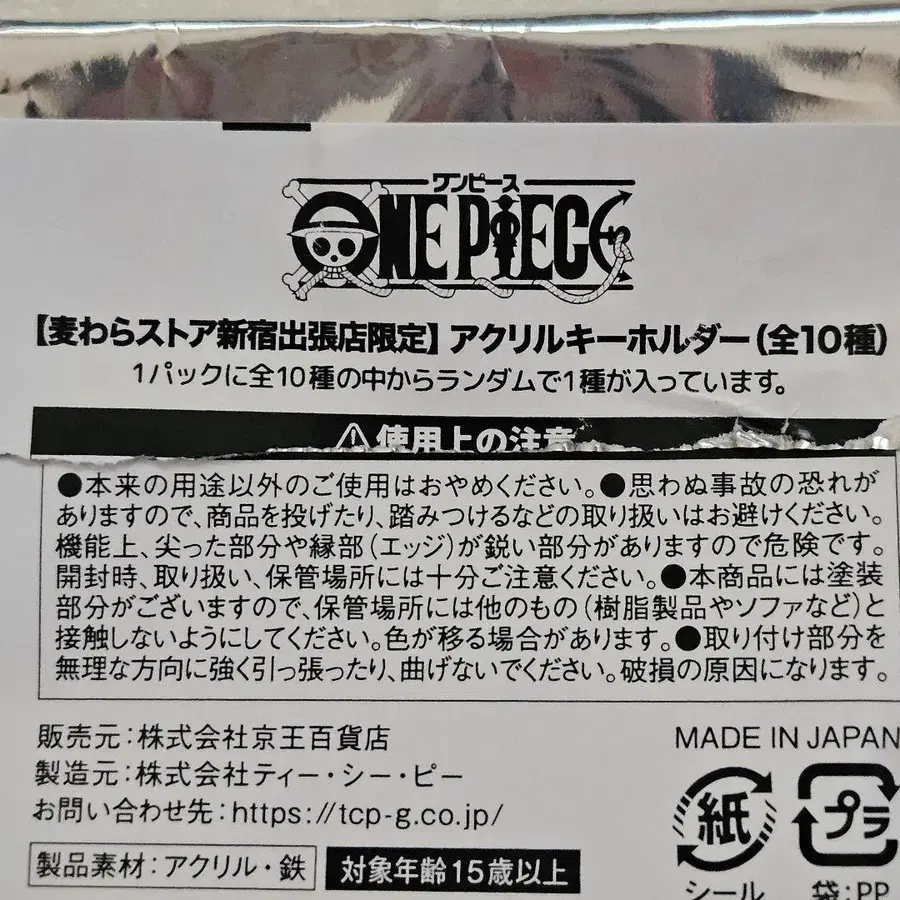 ワンピース
ONE PIECE
【麦わらストア新宿出張店限定】アクリルキーホルダー(全10種)
1パックに全10種の中からランダムで1種が入っています。
使用上の注意
●本来の用途以外のご使用はおやめください。●思わぬ事故の恐れが
ありますので、商品を投げたり、踏みつけるなどの取り扱いはお避けください。
機能上、尖った部分や縁部(エッジ)が鋭い部分がありますので危険です。
開封時、取り扱い、保管場所には十分ご注意ください。●本商品には塗装
部分がございますので、保管場所には他のもの(樹脂製品やソファなど)と
接触しないようにしてください。色が移る場合があります。●取り付け部分を
無理な方向に強く引っ張ったり、曲げないでください。破損の原因になります。
販売元:株式会社京王百貨店
製造元:株式会社ティー・シー・ピー
お問い合わせ先:https://tcp-g.co.jp/
製品素材:アクリル・鉄
対象年齢15歳以上
MADE IN JAPAN
紙
プラ
シール
袋:PP